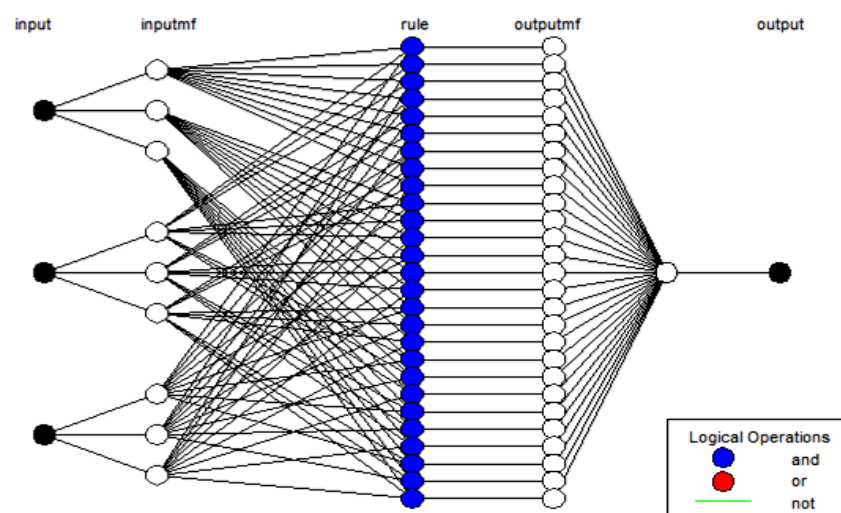 input inputmf rule outputmf output
Logical Operations
and
or
not